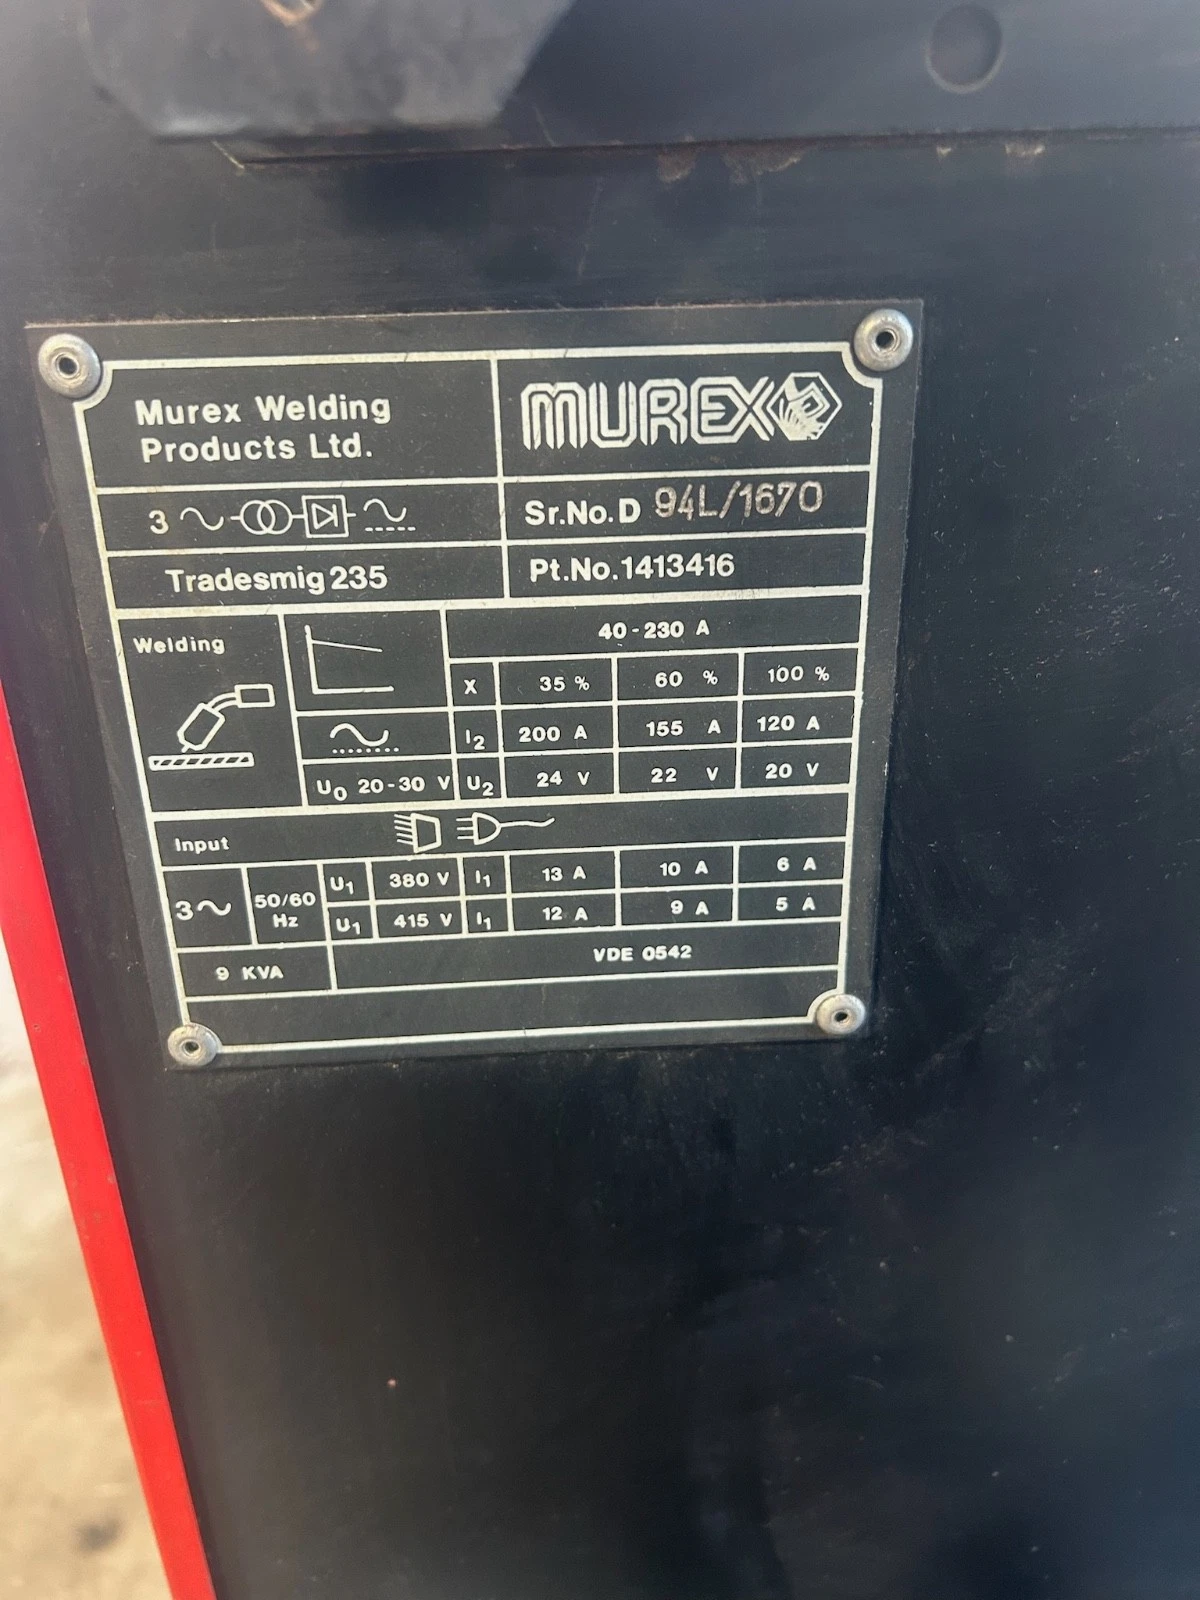 Murex Welding
Products Ltd.
MUREX
3
Sr.No.D 94L/1670
Tradesmig 235
Pt.No.1413416
Welding
40-230 A
X 35 % 60 % 100 %
I2 200 A 155 A 120 A
U0 20-30 V U2 24 V 22 V 20 V
Input
3~ 50/60 Hz
U1 380 V I1 13 A 10 A 6 A
U1 415 V I1 12 A 9 A 5 A
9 KVA
VDE 0542